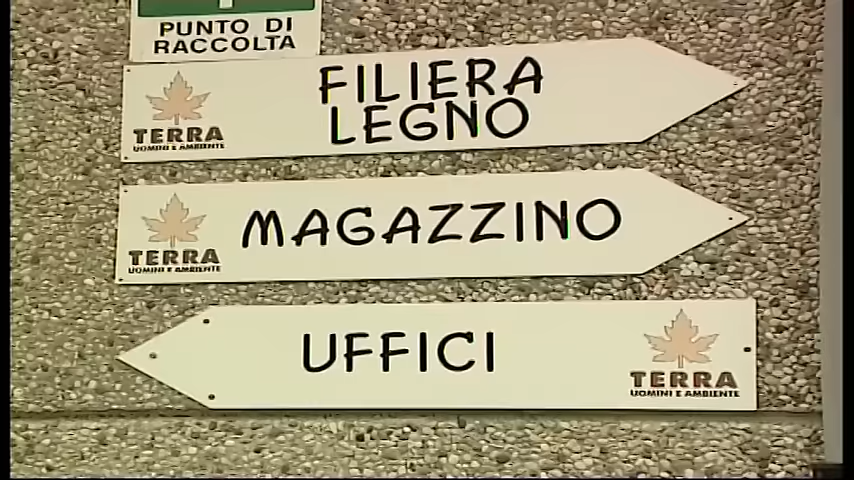 PUNTO DI
RACCOLTA
FILIERA
LEGNO
TERRA
UOMINI E AMBIENTE
MAGAZZINO
TERRA
UOMINI E AMBIENTE
UFFICI
TERRA
UOMINI E AMBIENTE